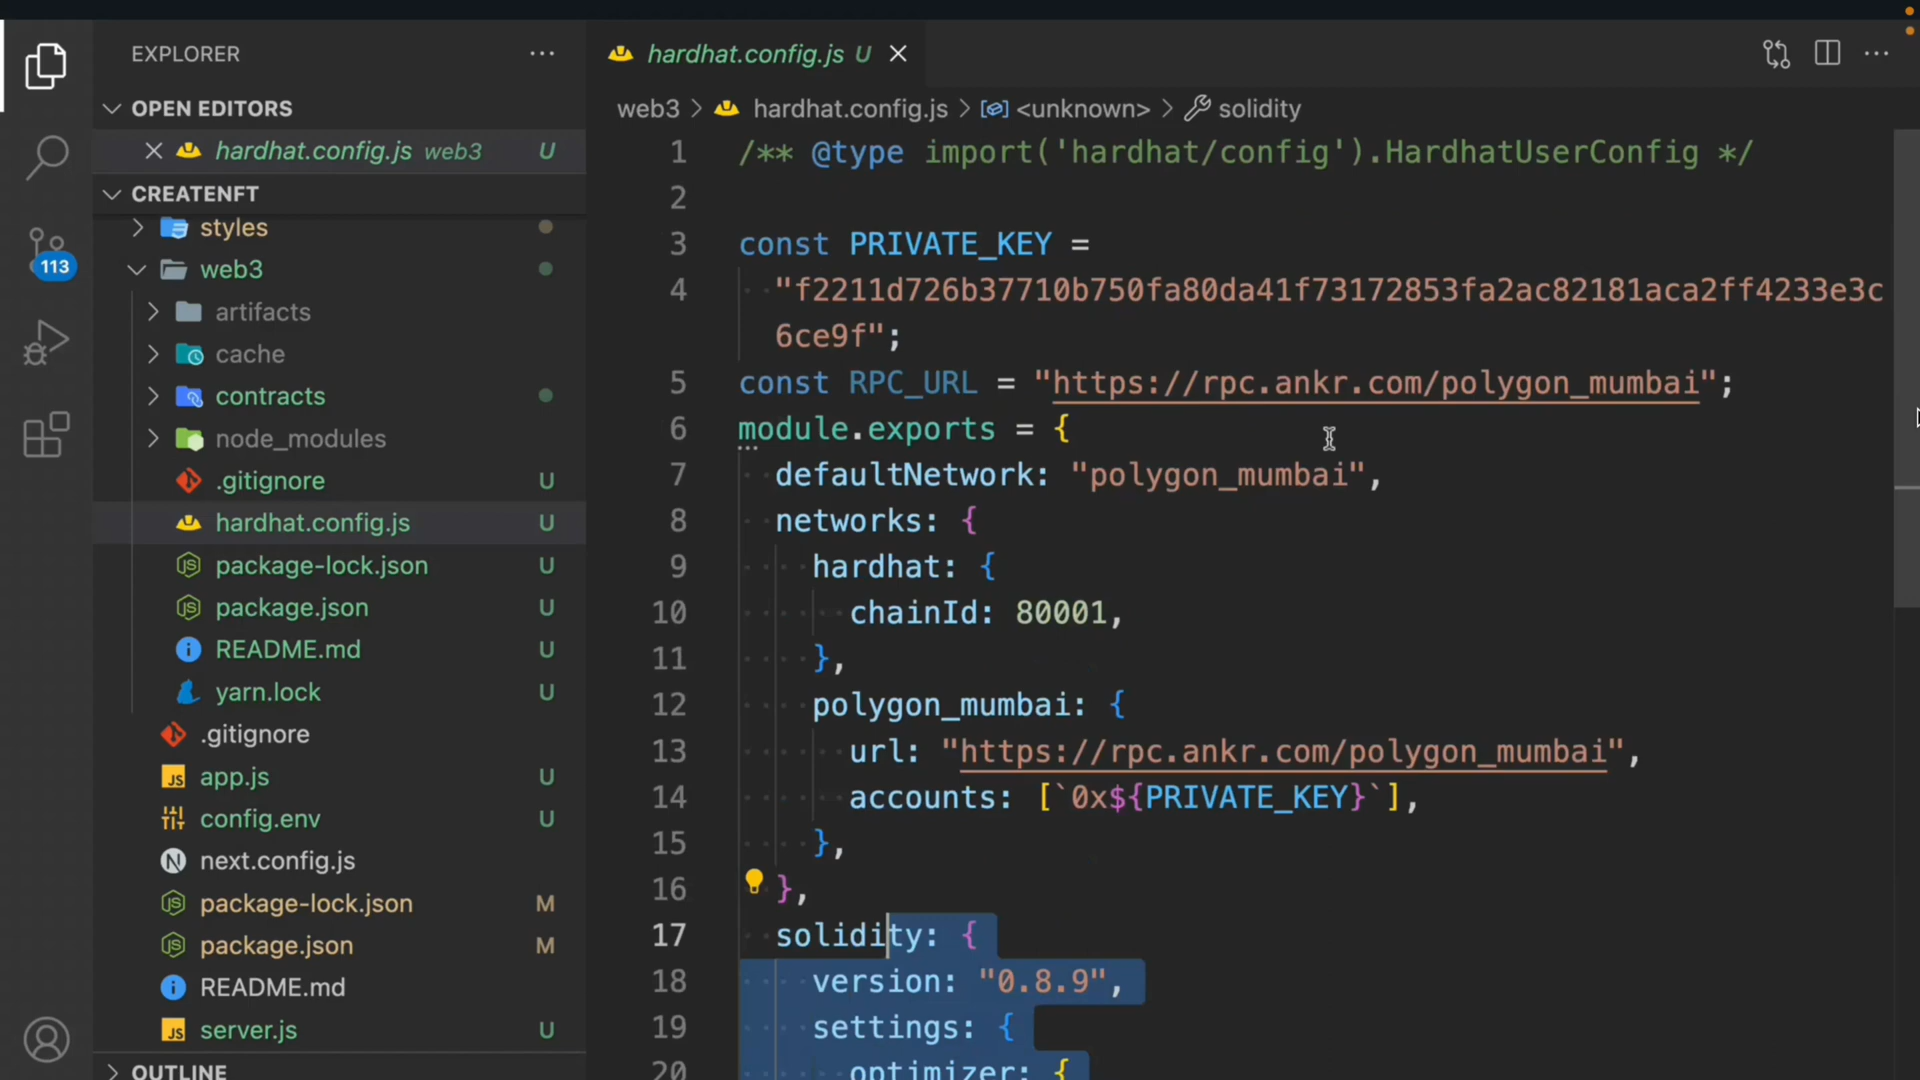 EXPLORER
OPEN EDITORS
hardhat.config.js web3 U
CREATENFT
styles
web3
artifacts
cache
contracts
node_modules
.gitignore U
hardhat.config.js U
package-lock.json U
package.json U
README.md U
yarn.lock U
.gitignore
app.js U
config.env U
next.config.js
package-lock.json M
package.json M
README.md
server.js U
OUTLINE
113
hardhat.config.js U
web3 > hardhat.config.js > <unknown> > solidity
1 /** @type import('hardhat/config').HardhatUserConfig */
2
3 const PRIVATE_KEY =
4 "f2211d726b37710b750fa80da41f73172853fa2ac82181aca2ff4233e3c
6ce9f";
5 const RPC_URL = "https://rpc.ankr.com/polygon_mumbai";
6 module.exports = {
7 defaultNetwork: "polygon_mumbai",
8 networks: {
9 hardhat: {
10 chainId: 80001,
11 },
12 polygon_mumbai: {
13 url: "https://rpc.ankr.com/polygon_mumbai",
14 accounts: [`0x${PRIVATE_KEY}`],
15 },
16 },
17 solidity: {
18 version: "0.8.9",
19 settings: {
20 optimizer: {